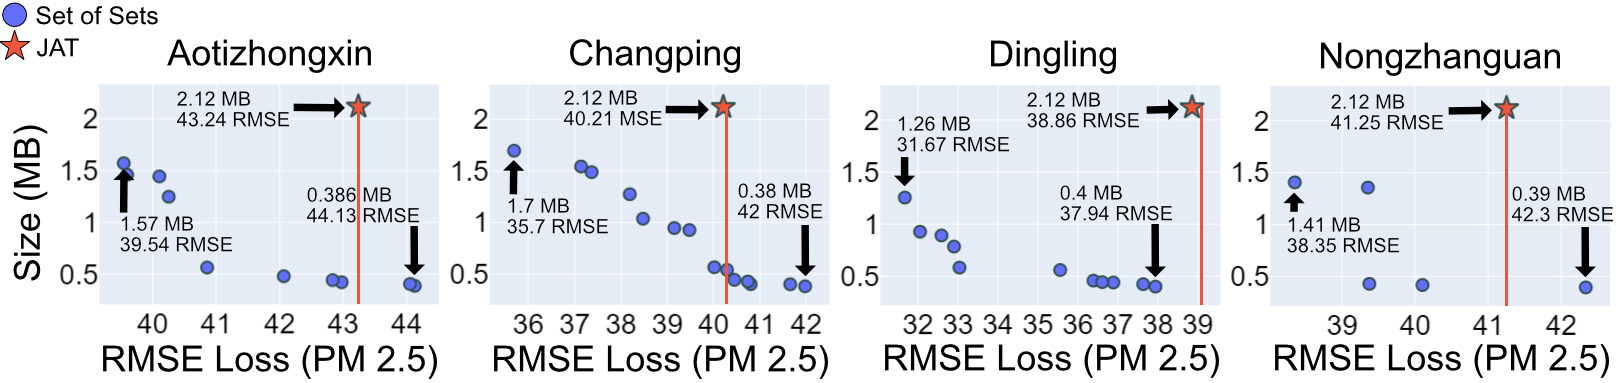 Set of Sets
JAT
Aotizhongxin
Changping
Dingling
Nongzhanguan
Size (MB)
2
1.5
1
0.5
2.12 MB
43.24 RMSE
1.57 MB
39.54 RMSE
0.386 MB
44.13 RMSE
40
41
42
43
44
RMSE Loss (PM 2.5)
2
1.5
1
0.5
2.12 MB
40.21 MSE
1.7 MB
35.7 RMSE
0.38 MB
42 RMSE
36
37
38
39
40
41
42
RMSE Loss (PM 2.5)
2
1.5
1
0.5
2.12 MB
38.86 RMSE
1.26 MB
31.67 RMSE
0.4 MB
37.94 RMSE
32
33
34
35
36
37
38
39
RMSE Loss (PM 2.5)
2
1.5
1
0.5
2.12 MB
41.25 RMSE
1.41 MB
38.35 RMSE
0.39 MB
42.3 RMSE
39
40
41
42
RMSE Loss (PM 2.5)